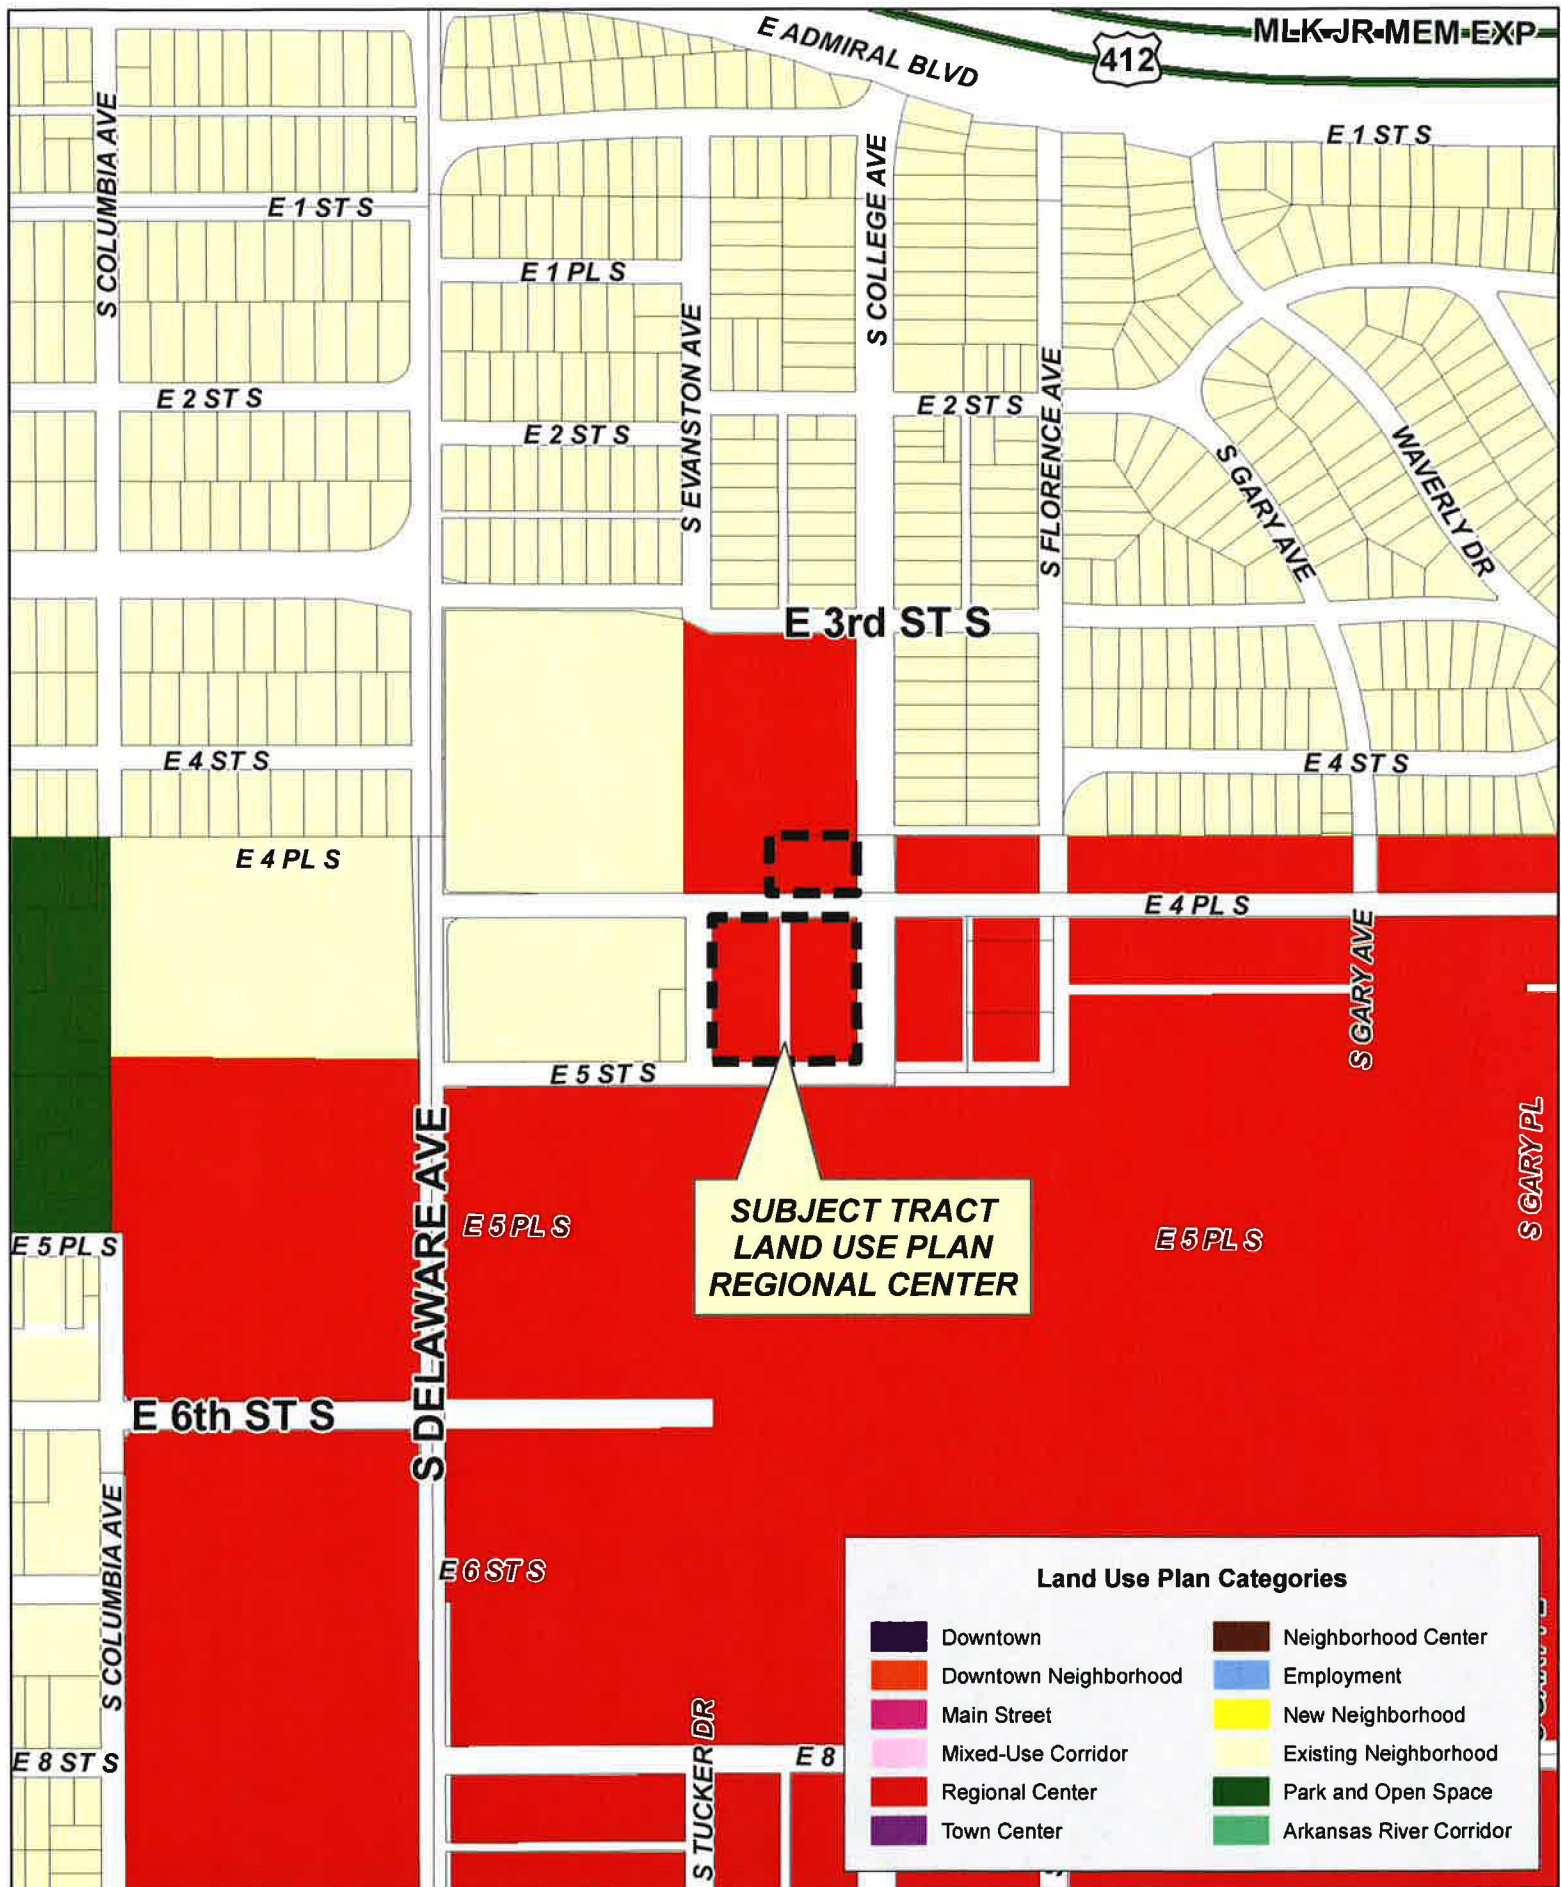 MLK-JR-MEM-EXP
E ADMIRAL BLVD
412
E 1 ST S
S COLUMBIA AVE
S COLLEGE AVE
E 1 ST S
E 1 PL S
S EVANSTON AVE
S FLORENCE AVE
E 2 ST S
E 2 ST S
E 2 ST S
S GARY AVE
WAVERLY DR
E 3rd ST S
E 4 ST S
E 4 ST S
E 4 PL S
E 4 PL S
S GARY AVE
E 5 ST S
S GARY PL
S DELAWARE AVE
SUBJECT TRACT
LAND USE PLAN
REGIONAL CENTER
E 5 PL S
E 5 PL S
E 5 PL S
E 6th ST S
S COLUMBIA AVE
E 6 ST S
S TUCKER DR
E 8 ST S
E 8
Land Use Plan Categories
Downtown
Downtown Neighborhood
Main Street
Mixed-Use Corridor
Regional Center
Town Center
Neighborhood Center
Employment
New Neighborhood
Existing Neighborhood
Park and Open Space
Arkansas River Corridor